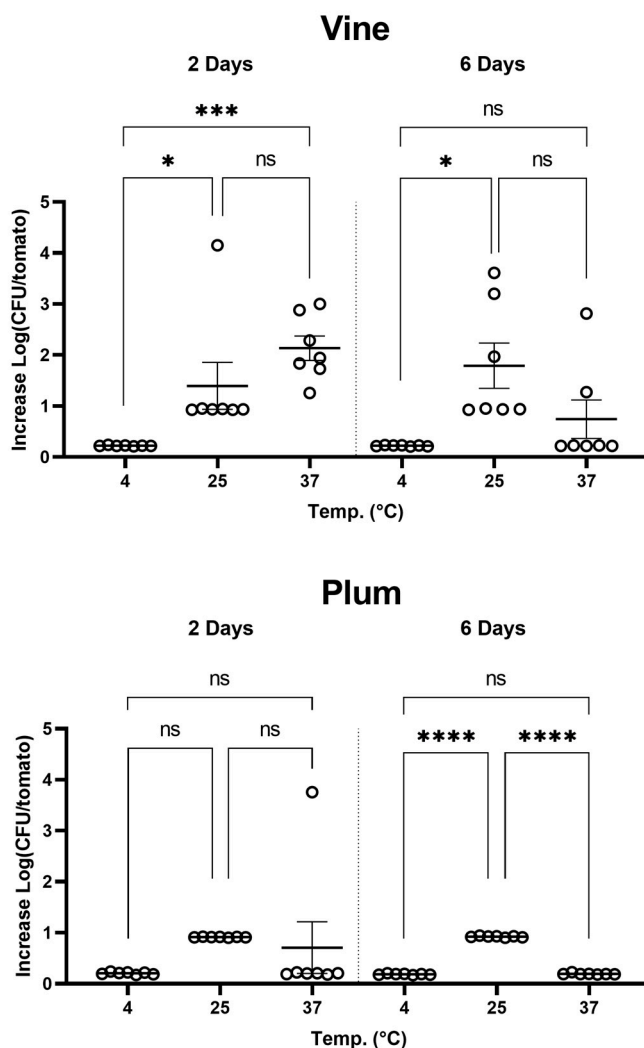 Vine
2 Days 6 Days
*** ns
* ns * ns
Increase Log(CFU/tomato)
5
4
3
2
1
0
4 25 37 4 25 37
Temp. (°C)
Plum
2 Days 6 Days
ns ns
ns ns **** ****
Increase Log(CFU/tomato)
5
4
3
2
1
0
4 25 37 4 25 37
Temp. (°C)